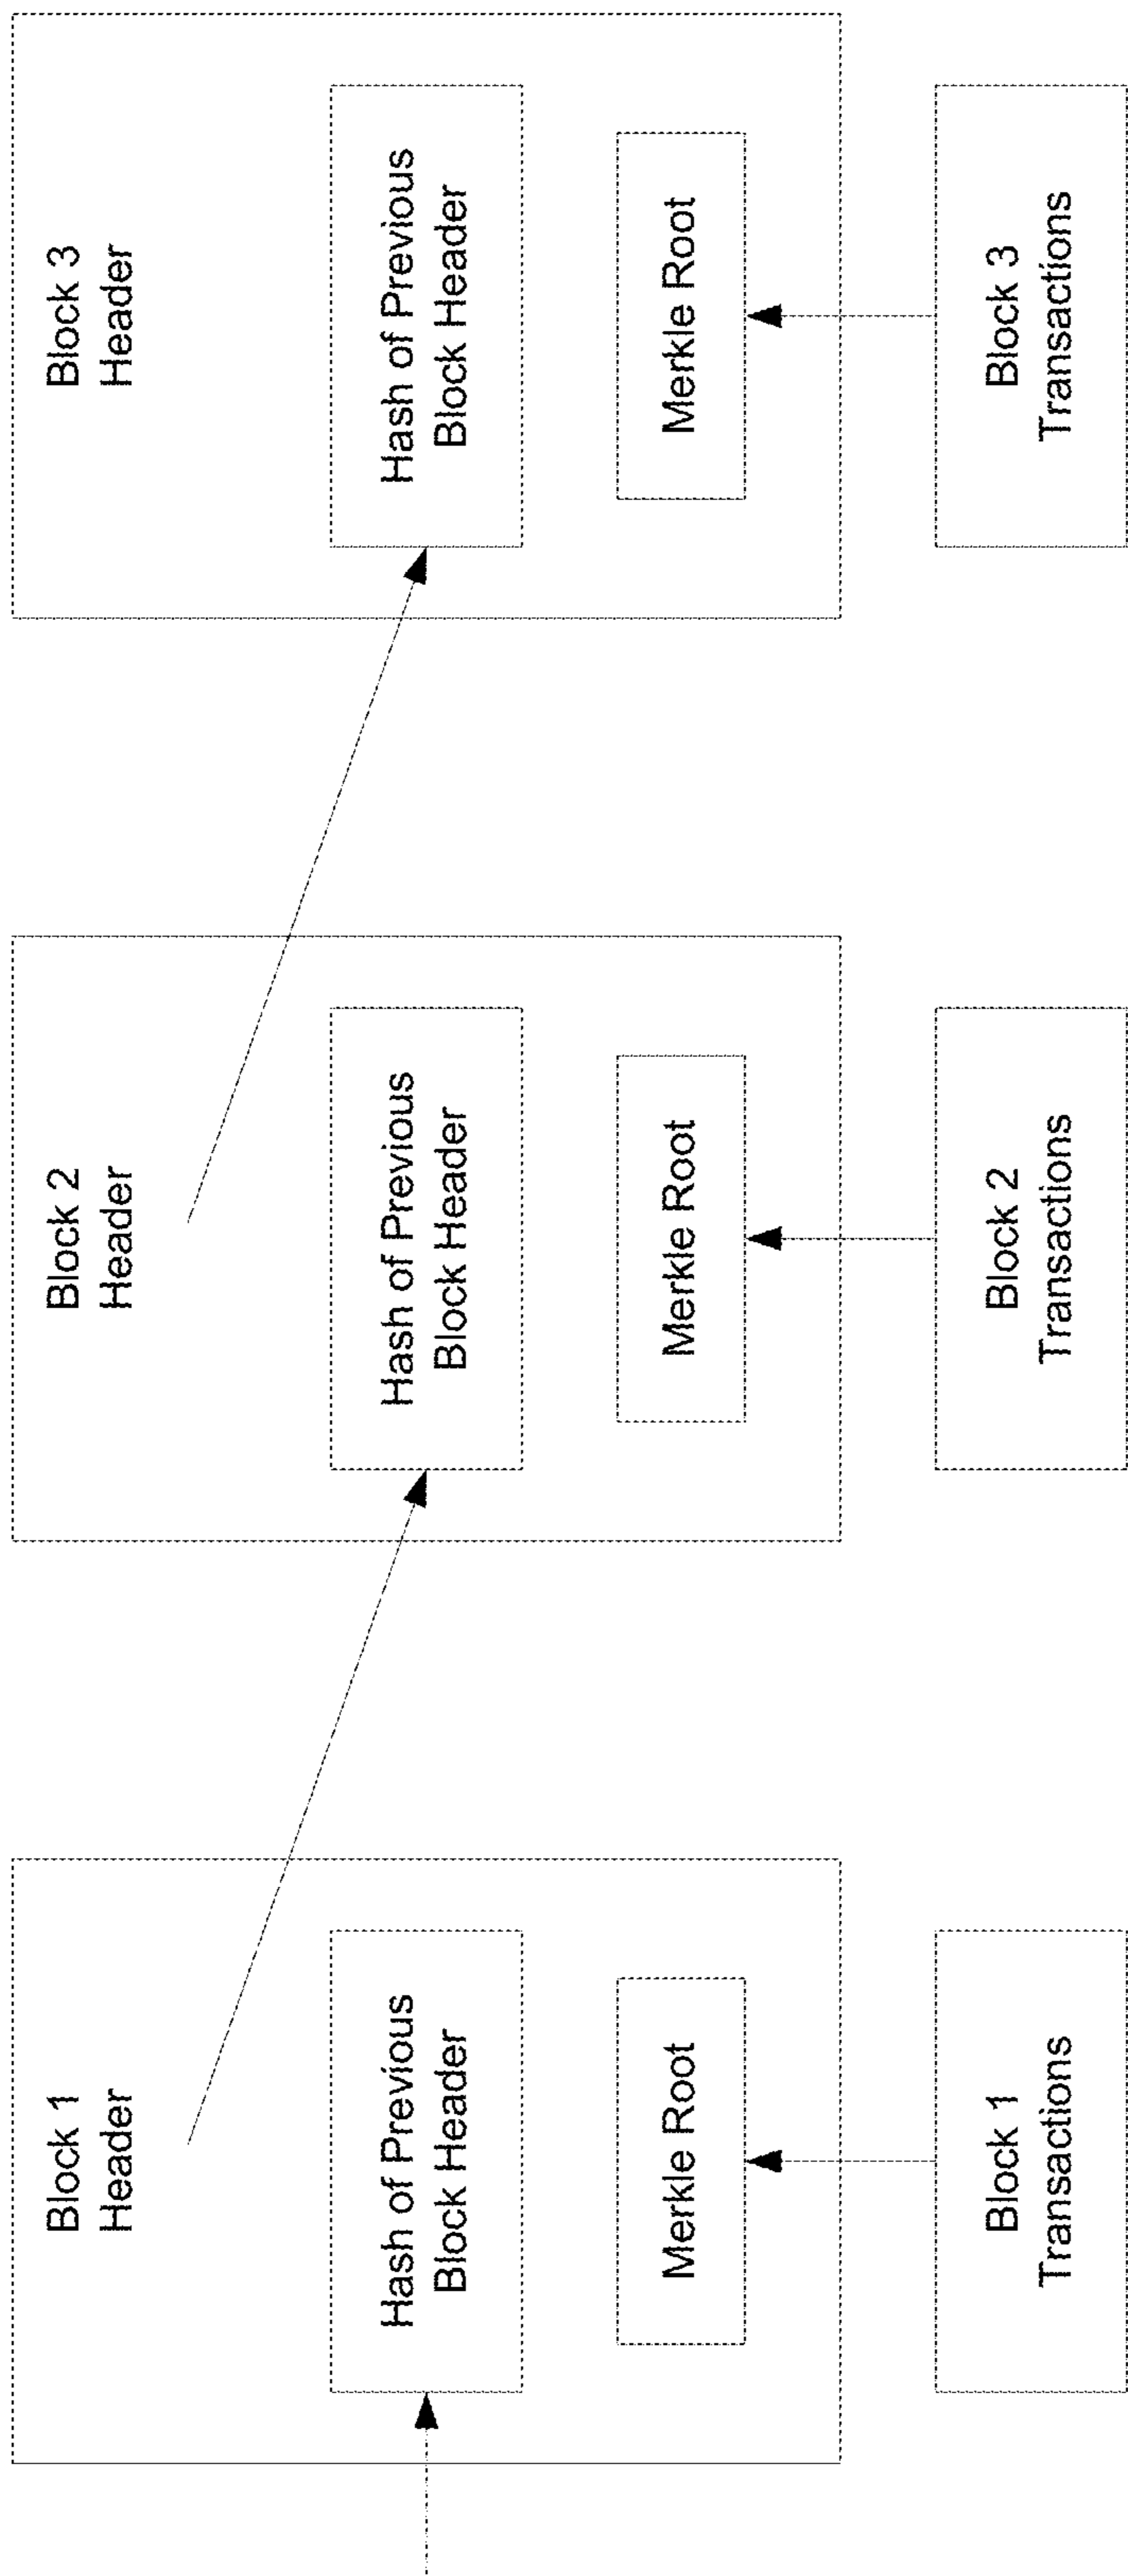 Block 1
Header
Hash of Previous
Block Header
Merkle Root
Block 1
Transactions
Block 2
Header
Hash of Previous
Block Header
Merkle Root
Block 2
Transactions
Block 3
Header
Hash of Previous
Block Header
Merkle Root
Block 3
Transactions